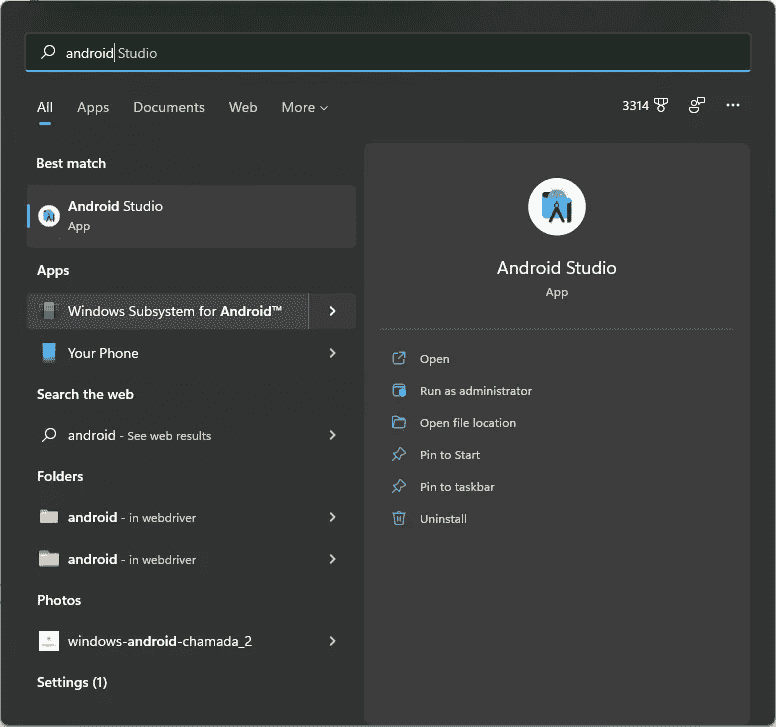 android Studio
All Apps Documents Web More 3314
Best match
Android Studio
App
Apps
Windows Subsystem for Android™
Your Phone
Search the web
android - See web results
Folders
android - in webdriver
android - in webdriver
Photos
windows-android-chamada_2
Settings (1)
Android Studio
App
Open
Run as administrator
Open file location
Pin to Start
Pin to taskbar
Uninstall